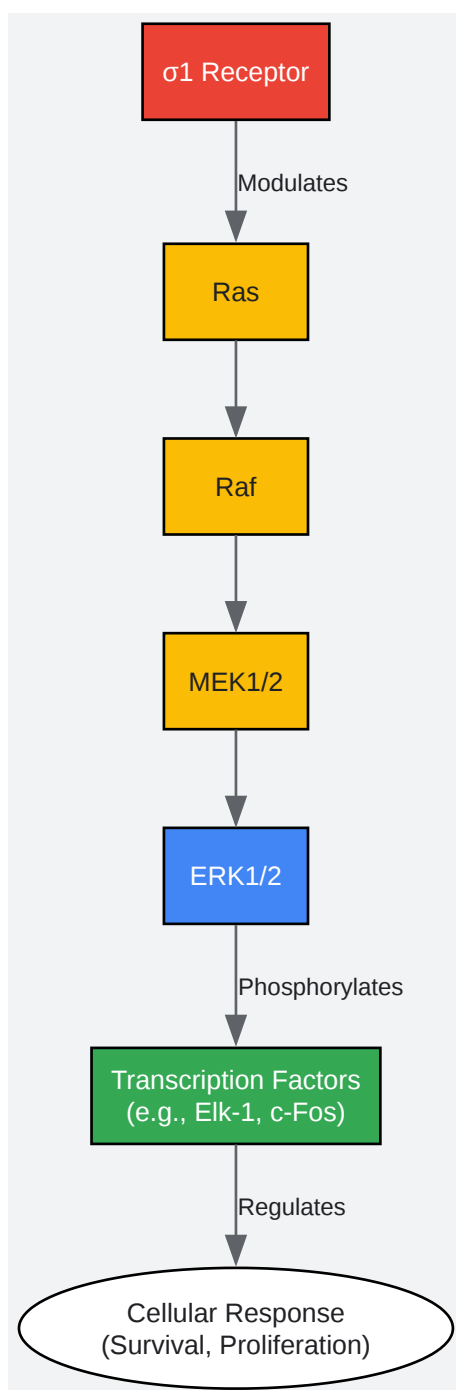 σ1 Receptor
Modulates
Ras
Raf
MEK1/2
ERK1/2
Phosphorylates
Transcription Factors
(e.g., Elk-1, c-Fos)
Regulates
Cellular Response
(Survival, Proliferation)